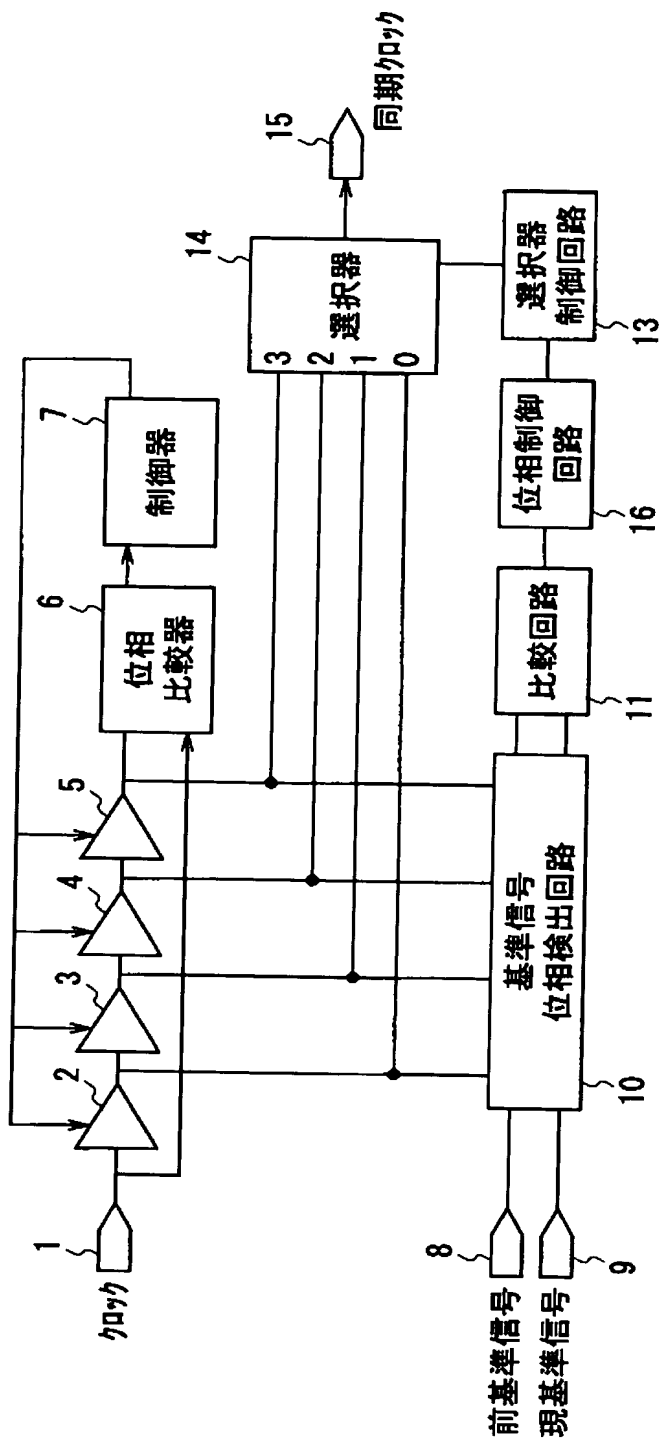 1
クロック
2
3
4
5
6
位相
比較器
7
制御器
14
選択器
3
2
1
0
15
同期クロック
8
前基準信号
9
現基準信号
基準信号
位相検出回路
10
比較回路
11
位相制御
回路
16
選択器
制御回路
13